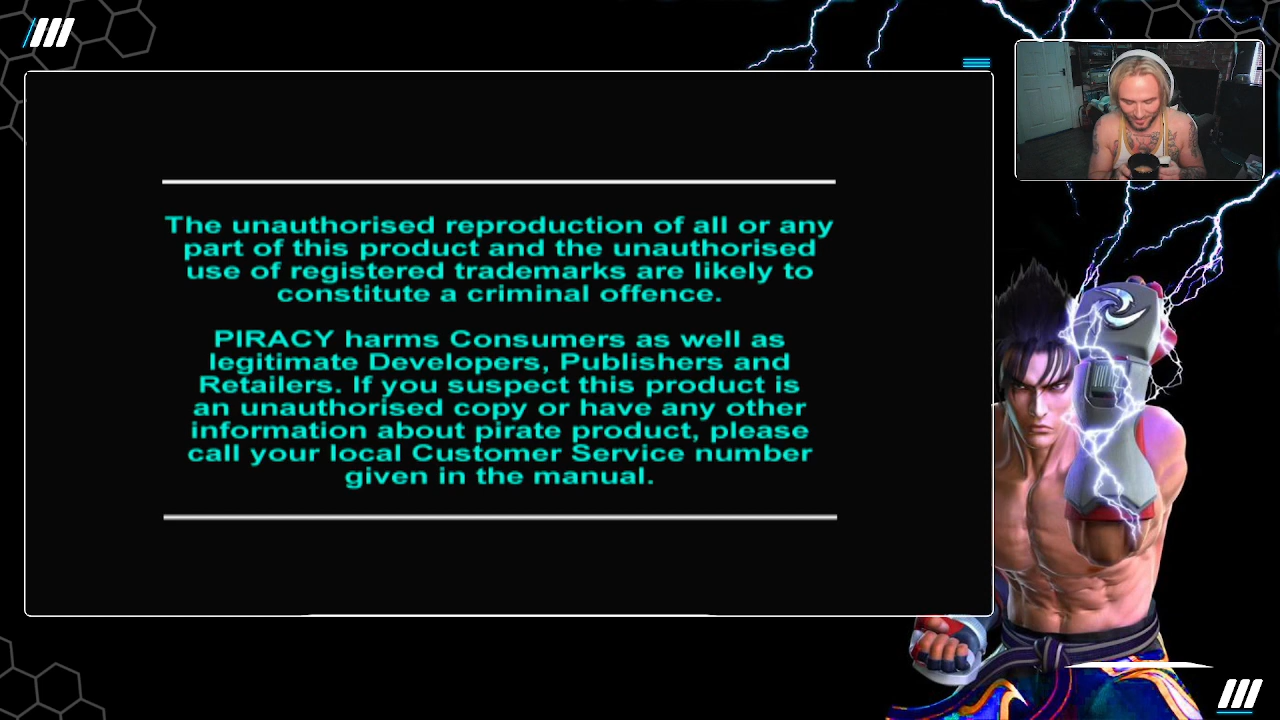 The unauthorised reproduction of all or any
part of this product and the unauthorised
use of registered trademarks are likely to
constitute a criminal offence.
PIRACY harms Consumers as well as
legitimate Developers, Publishers and
Retailers. If you suspect this product is
an unauthorised copy or have any other
information about pirate product, please
call your local Customer Service number
given in the manual.